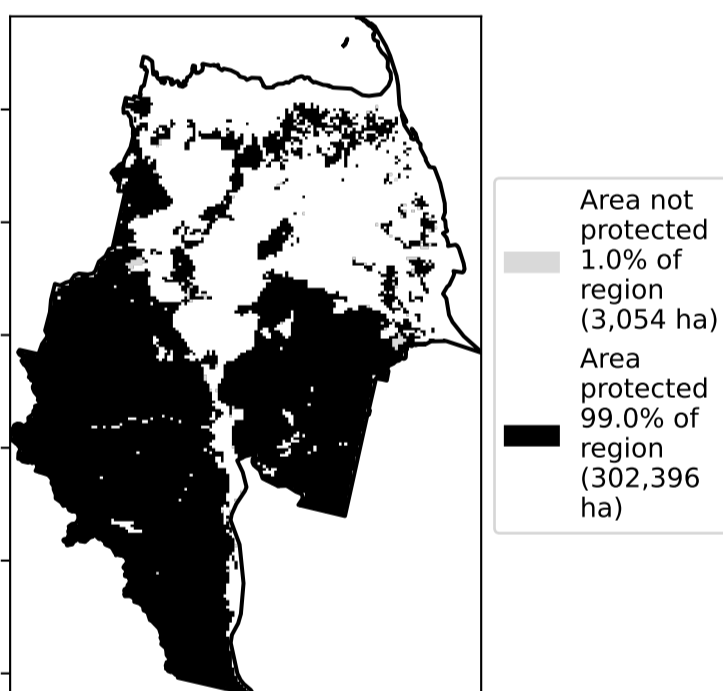 Area not
protected
1.0% of
region
(3,054 ha)
Area
protected
99.0% of
region
(302,396
ha)